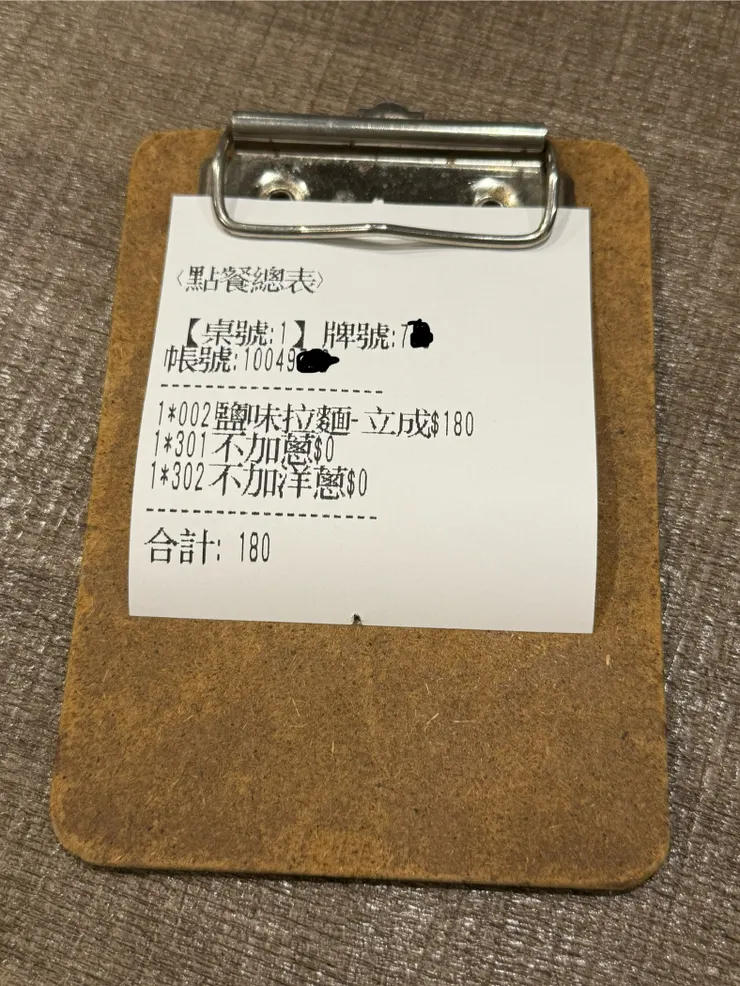 〈點餐總表〉
【桌號:1】 牌號:7
帳號:10049
--------------------
1*002鹽味拉麵-立成$180
1*301不加蔥$0
1*302不加洋蔥$0
--------------------
合計: 180